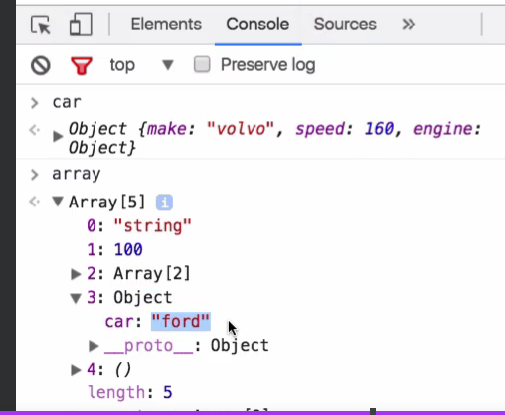 Elements Console Sources »
top ▼ Preserve log
> car
Object {make: "volvo", speed: 160, engine:
Object}
> array
▼ Array[5] i
0: "string"
1: 100
▶ 2: Array[2]
▼ 3: Object
car: "ford"
▶ __proto__: Object
▶ 4: ()
length: 5